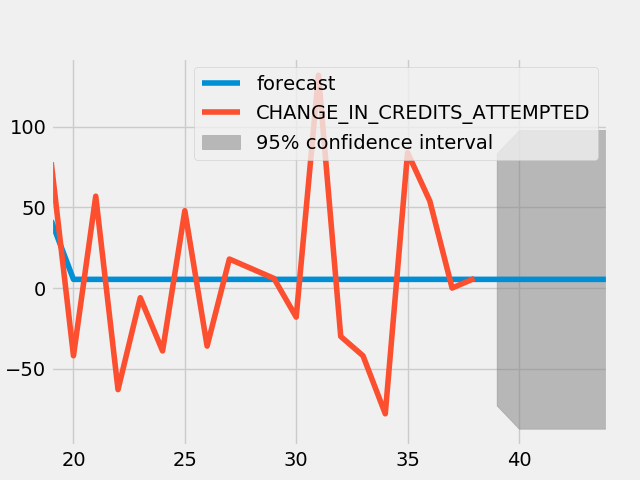 forecast
CHANGE_IN_CREDITS_ATTEMPTED
95% confidence interval
100
50
0
−50
20 25 30 35 40